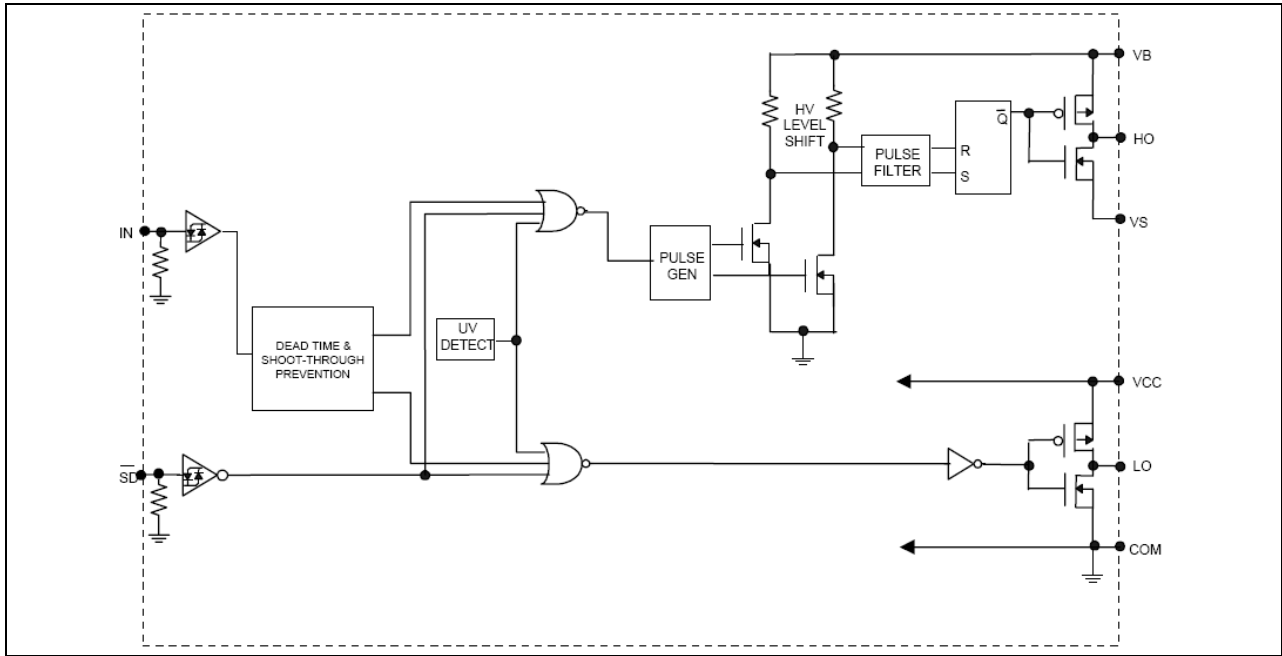 VB
HV
LEVEL
SHIFT
Q̅
HO
PULSE
FILTER
R
S
VS
IN
PULSE
GEN
UV
DETECT
DEAD TIME &
SHOOT-THROUGH
PREVENTION
VCC
S̅D̅
LO
COM